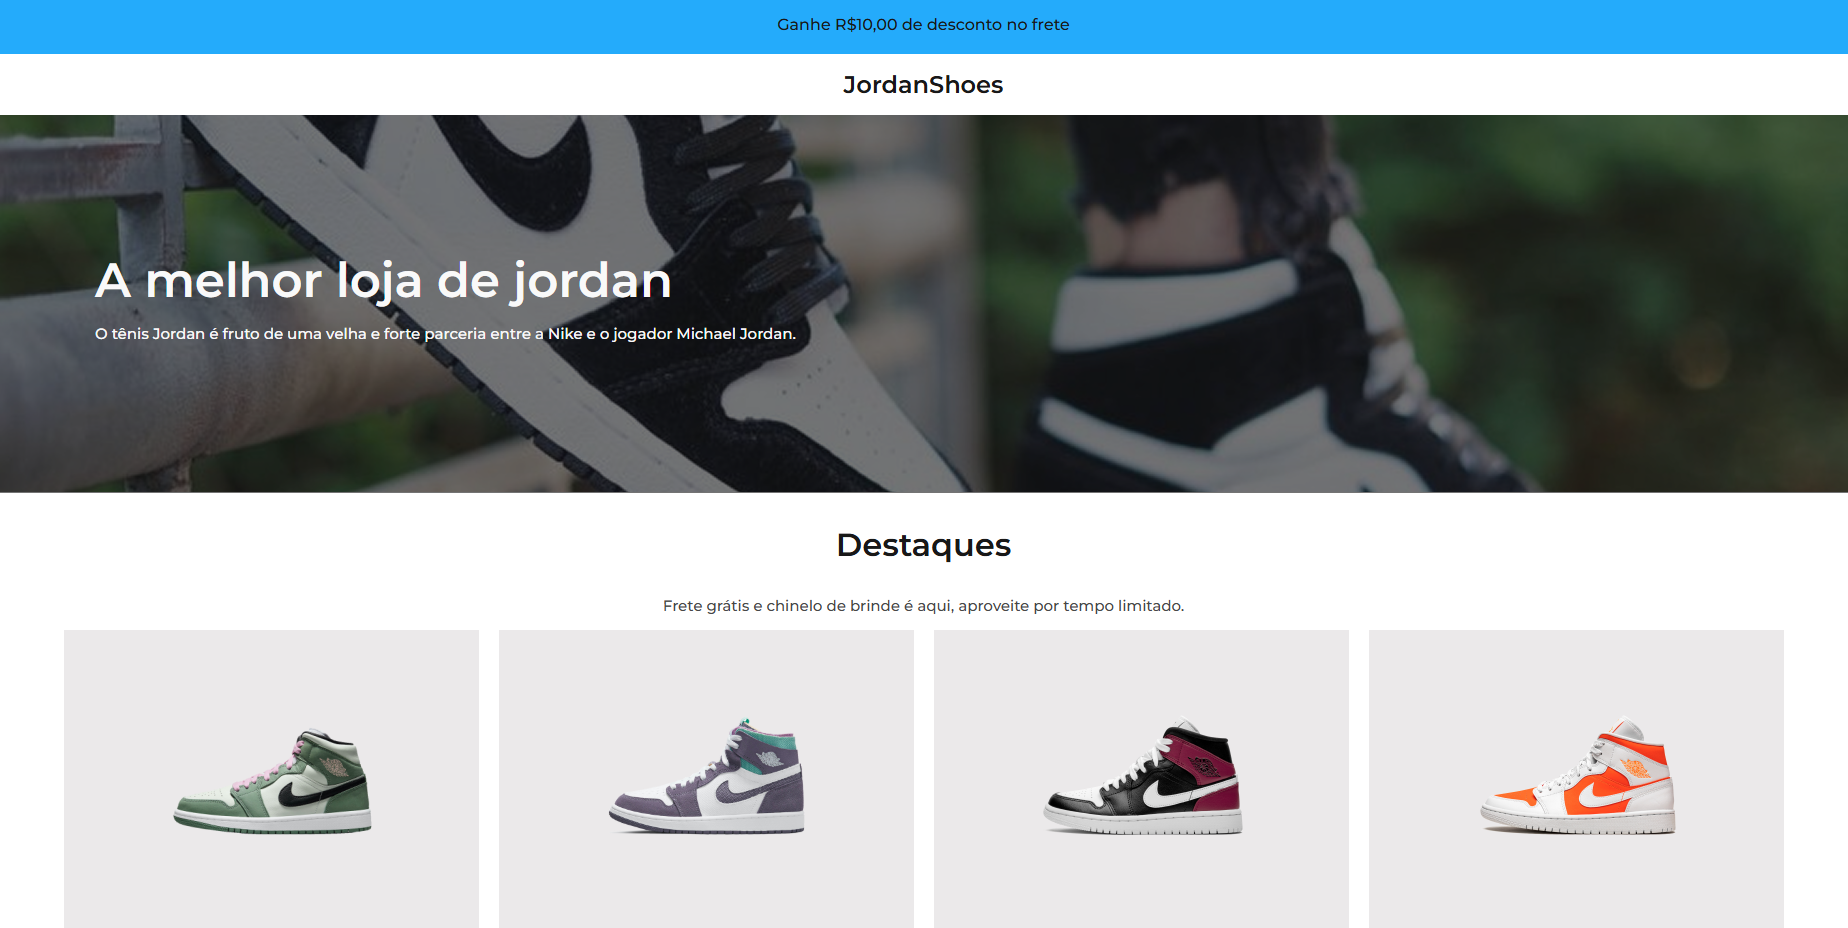 Ganhe R$10,00 de desconto no frete
JordanShoes
A melhor loja de jordan
O tênis Jordan é fruto de uma velha e forte parceria entre a Nike e o jogador Michael Jordan.
Destaques
Frete grátis e chinelo de brinde é aqui, aproveite por tempo limitado.